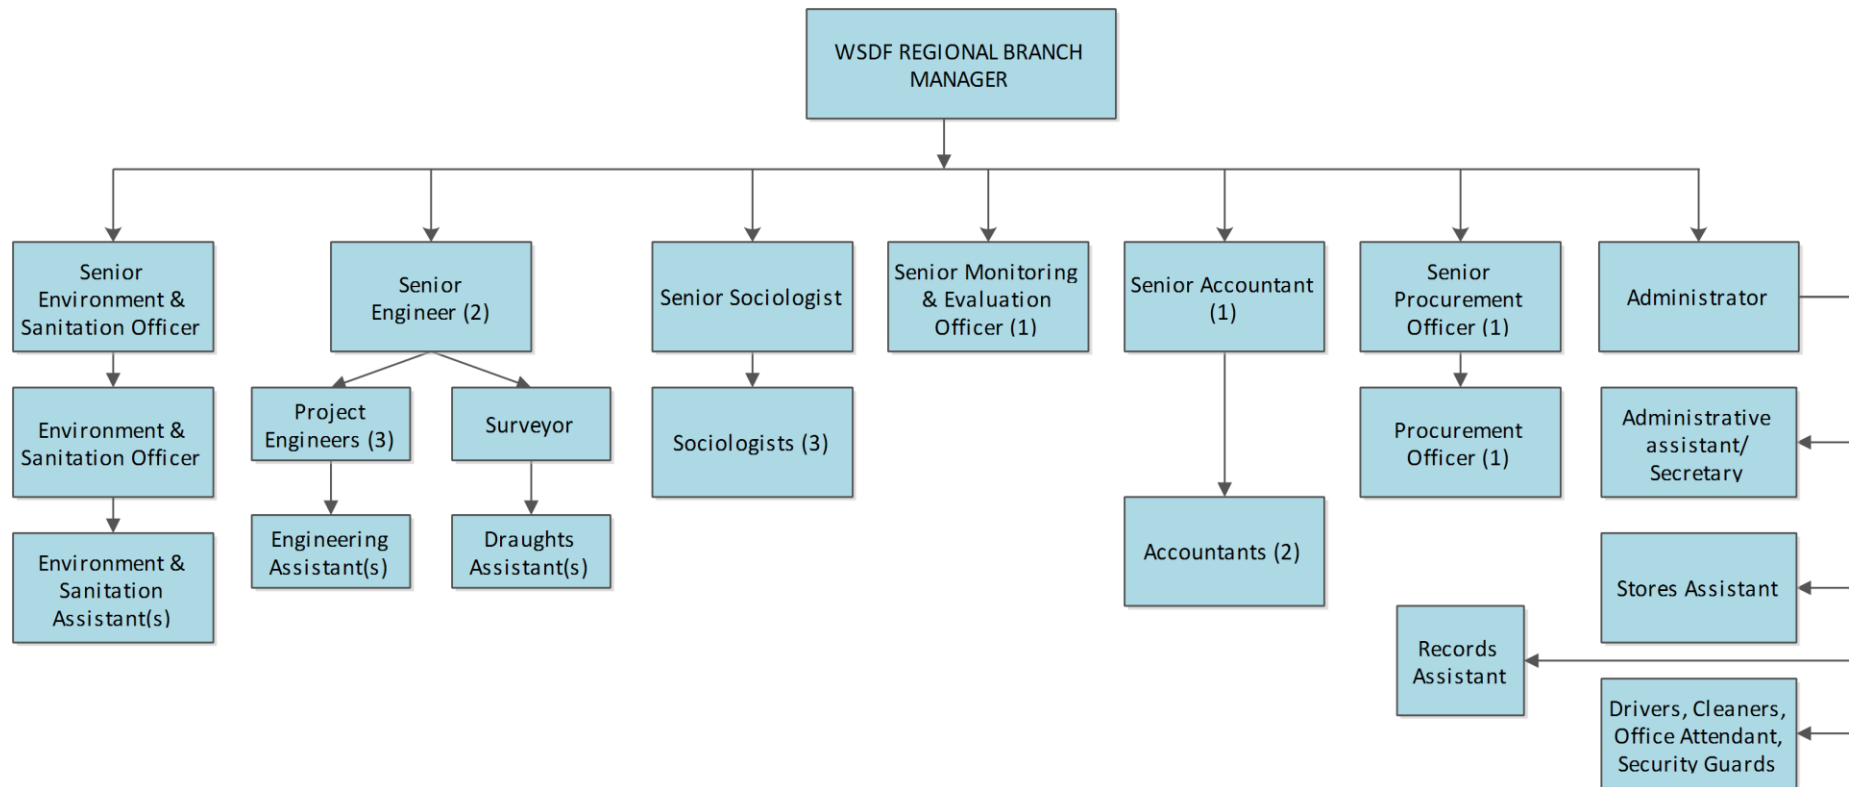 WSDF REGIONAL BRANCH
MANAGER
Senior
Environment &
Sanitation Officer
Senior
Engineer (2)
Senior Sociologist
Senior Monitoring
& Evaluation
Officer (1)
Senior Accountant
(1)
Senior
Procurement
Officer (1)
Administrator
Environment &
Sanitation Officer
Project
Engineers (3)
Surveyor
Sociologists (3)
Procurement
Officer (1)
Administrative
assistant/
Secretary
Environment &
Sanitation
Assistant(s)
Engineering
Assistant(s)
Draughts
Assistant(s)
Accountants (2)
Stores Assistant
Records
Assistant
Drivers, Cleaners,
Office Attendant,
Security Guards